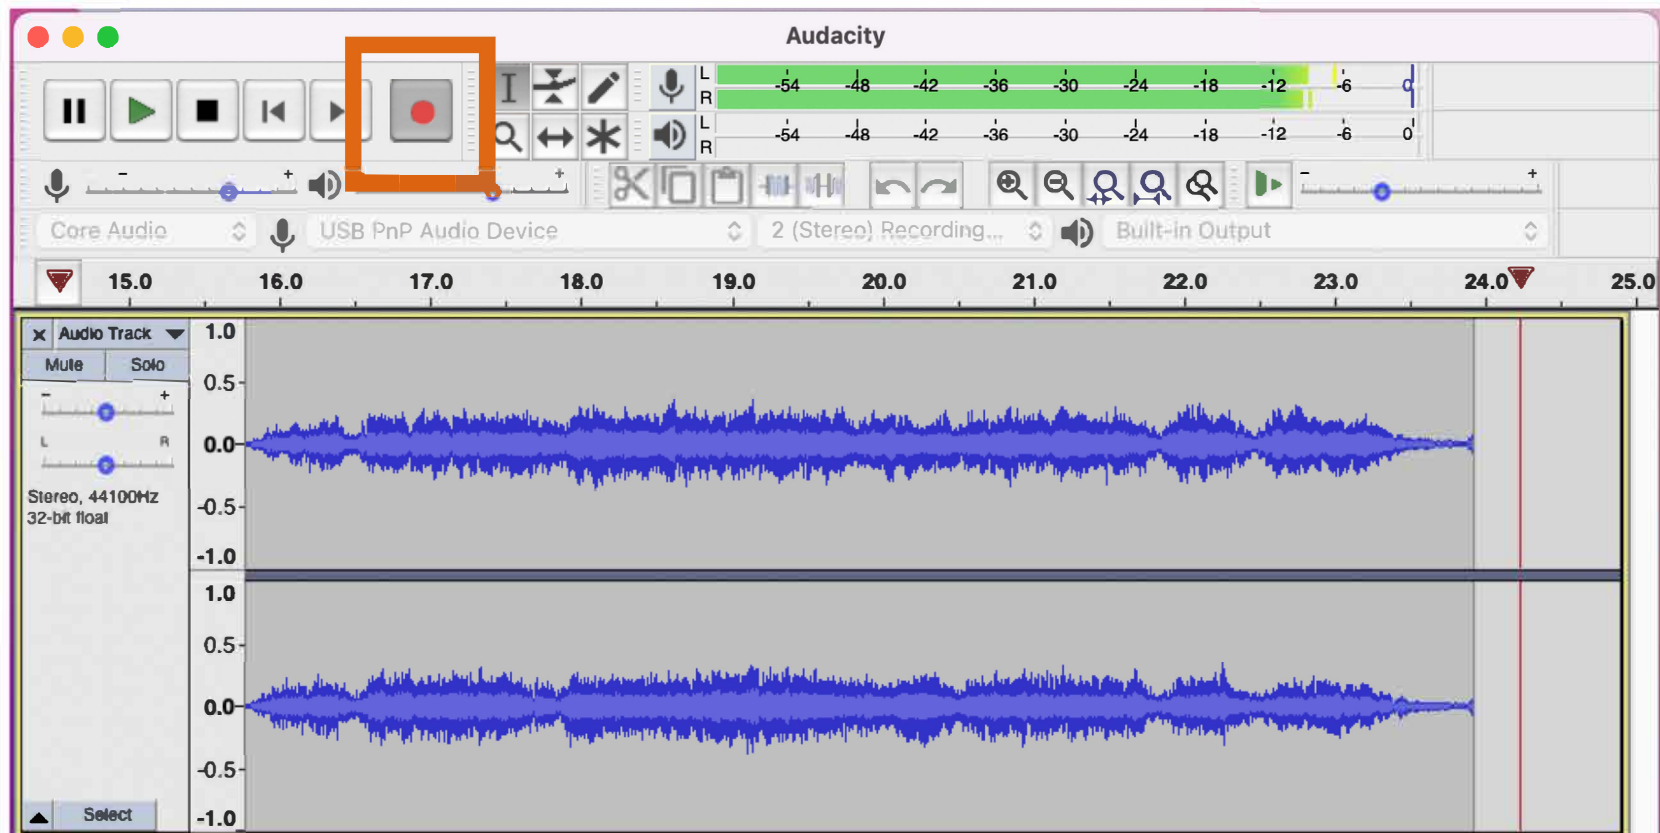 Audacity
L
-54 -48 -42 -36 -30 -24 -18 -12 -6 0
R
L
-54 -48 -42 -36 -30 -24 -18 -12 -6 0
R
- + - + - +
Core Audio USB PnP Audio Device 2 (Stereo) Recording... Built-in Output
15.0 16.0 17.0 18.0 19.0 20.0 21.0 22.0 23.0 24.0 25.0
x Audio Track
Mute Solo
- +
L R
Stereo, 44100Hz
32-bit float
Select
1.0
0.5
0.0
-0.5
-1.0
1.0
0.5
0.0
-0.5
-1.0